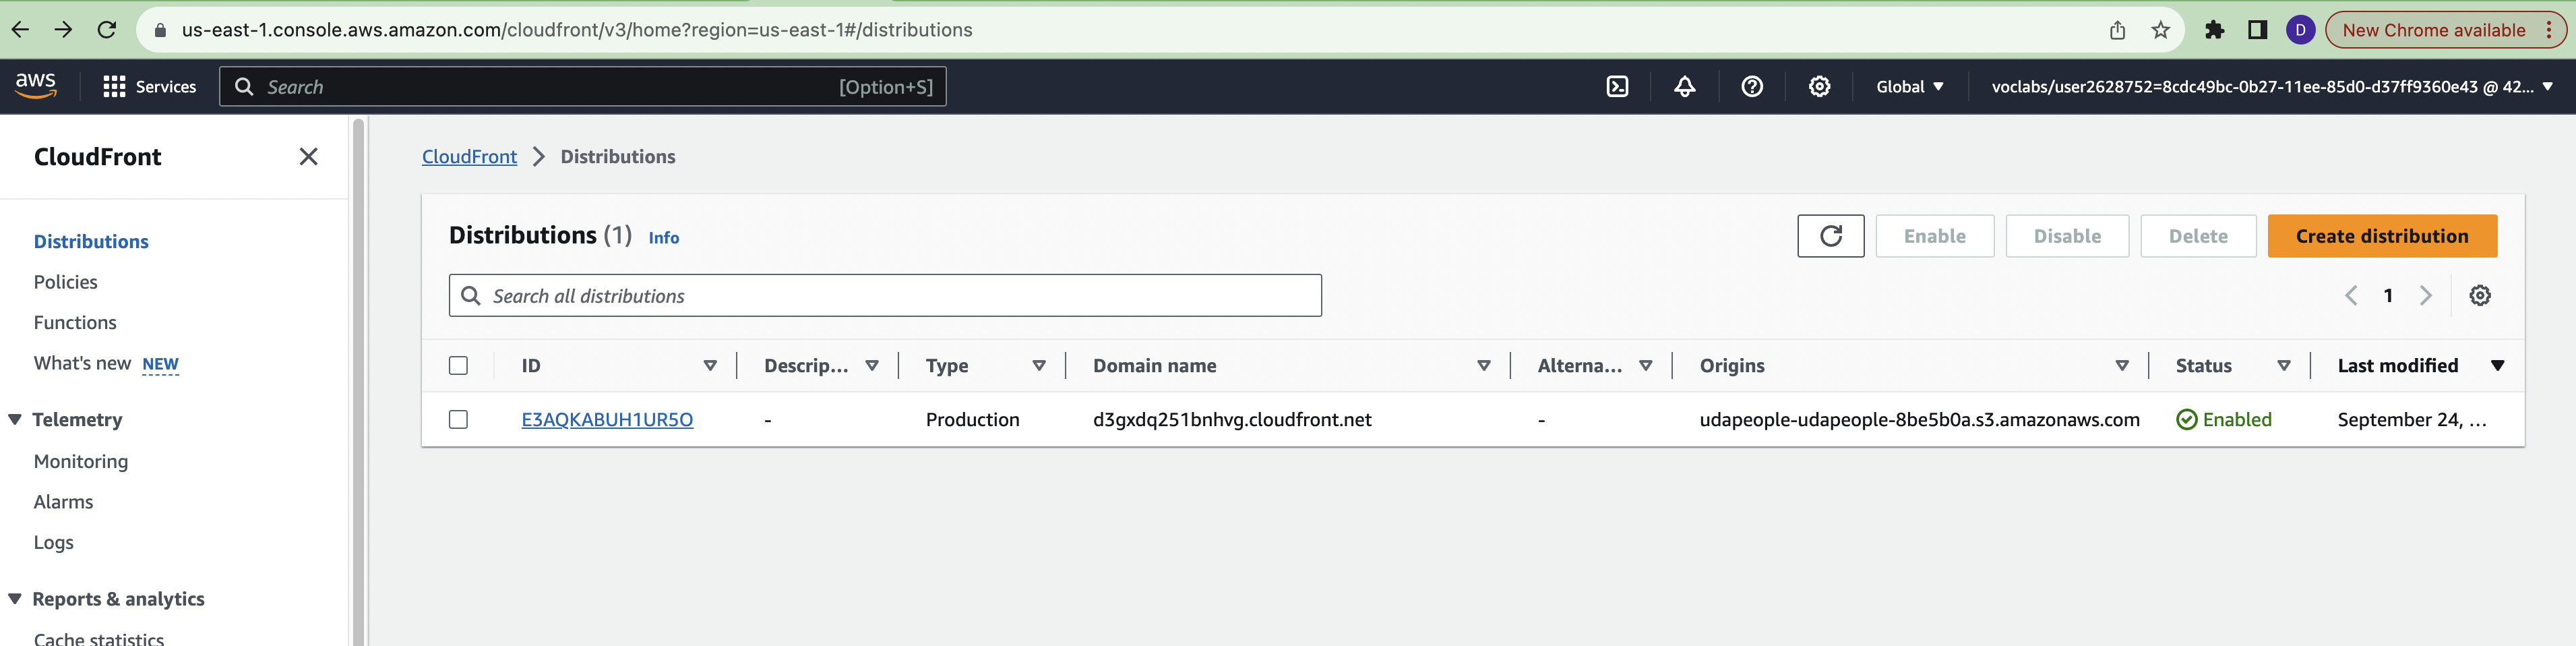 us-east-1.console.aws.amazon.com/cloudfront/v3/home?region=us-east-1#/distributions
D
New Chrome available
aws
Services
Search
[Option+S]
Global
voclabs/user2628752=8cdc49bc-0b27-11ee-85d0-d37ff9360e43 @ 42...
CloudFront
Distributions
Policies
Functions
What's new NEW
Telemetry
Monitoring
Alarms
Logs
Reports & analytics
Cache statistics
CloudFront > Distributions
Distributions (1) Info
Enable
Disable
Delete
Create distribution
Search all distributions
1
ID Descrip... Type Domain name Alterna... Origins Status Last modified
E3AQKABUH1UR5O - Production d3gxdq251bnhvg.cloudfront.net - udapeople-udapeople-8be5b0a.s3.amazonaws.com Enabled September 24, ...